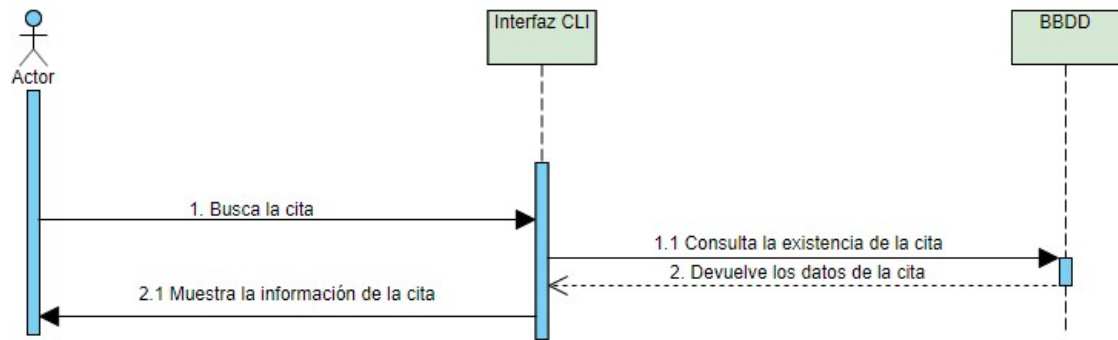 Interfaz CLI
BBDD
Actor
1. Busca la cita
1.1 Consulta la existencia de la cita
2. Devuelve los datos de la cita
2.1 Muestra la información de la cita